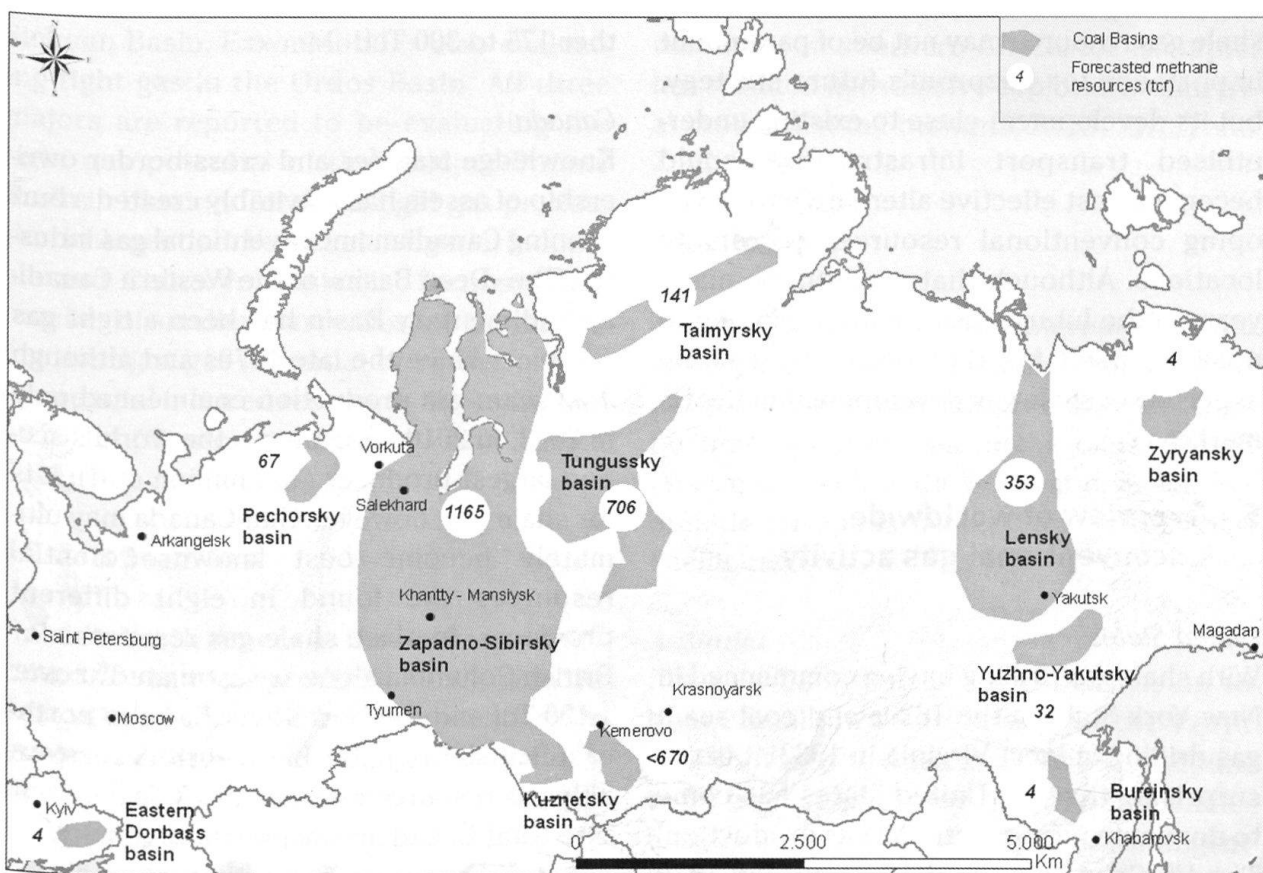 Coal Basins
4
Forecasted methane
resources (tcf)
141
Taimyrsky
basin
4
Zyryansky
basin
67
Pechorsky
basin
Vorkuta
Salekhard
1165
Tungussky
basin
706
353
Lensky
basin
Arkangelsk
Khantty - Mansiysk
Yakutsk
Saint Petersburg
Zapadno-Sibirsky
basin
Magadan
Yuzhno-Yakutsky
basin
32
Tyumen
Krasnoyarsk
Moscow
Kemerovo
<670
Kuznetsky
basin
4
Bureinsky
basin
Khabarovsk
Kyiv
4
Eastern
Donbass
basin
0 2.500 5.000
Km